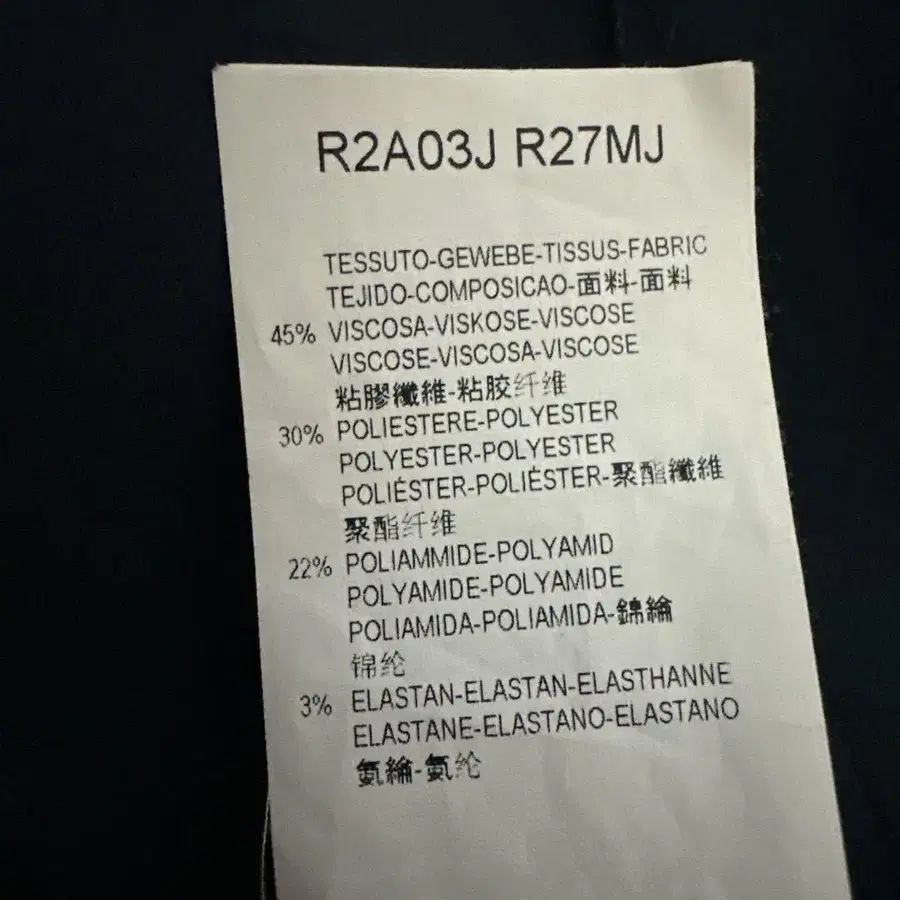 R2A03J R27MJ
TESSUTO-GEWEBE-TISSUS-FABRIC
TEJIDO-COMPOSICAO-面料-面料
45% VISCOSA-VISKOSE-VISCOSE
VISCOSE-VISCOSA-VISCOSE
粘膠纖維-粘胶纤维
30% POLIESTERE-POLYESTER
POLYESTER-POLYESTER
POLIÉSTER-POLIÉSTER-聚酯纖維
聚酯纤维
22% POLIAMMIDE-POLYAMID
POLYAMIDE-POLYAMIDE
POLIAMIDA-POLIAMIDA-錦綸
锦纶
3% ELASTAN-ELASTAN-ELASTHANNE
ELASTANE-ELASTANO-ELASTANO
氨綸-氨纶